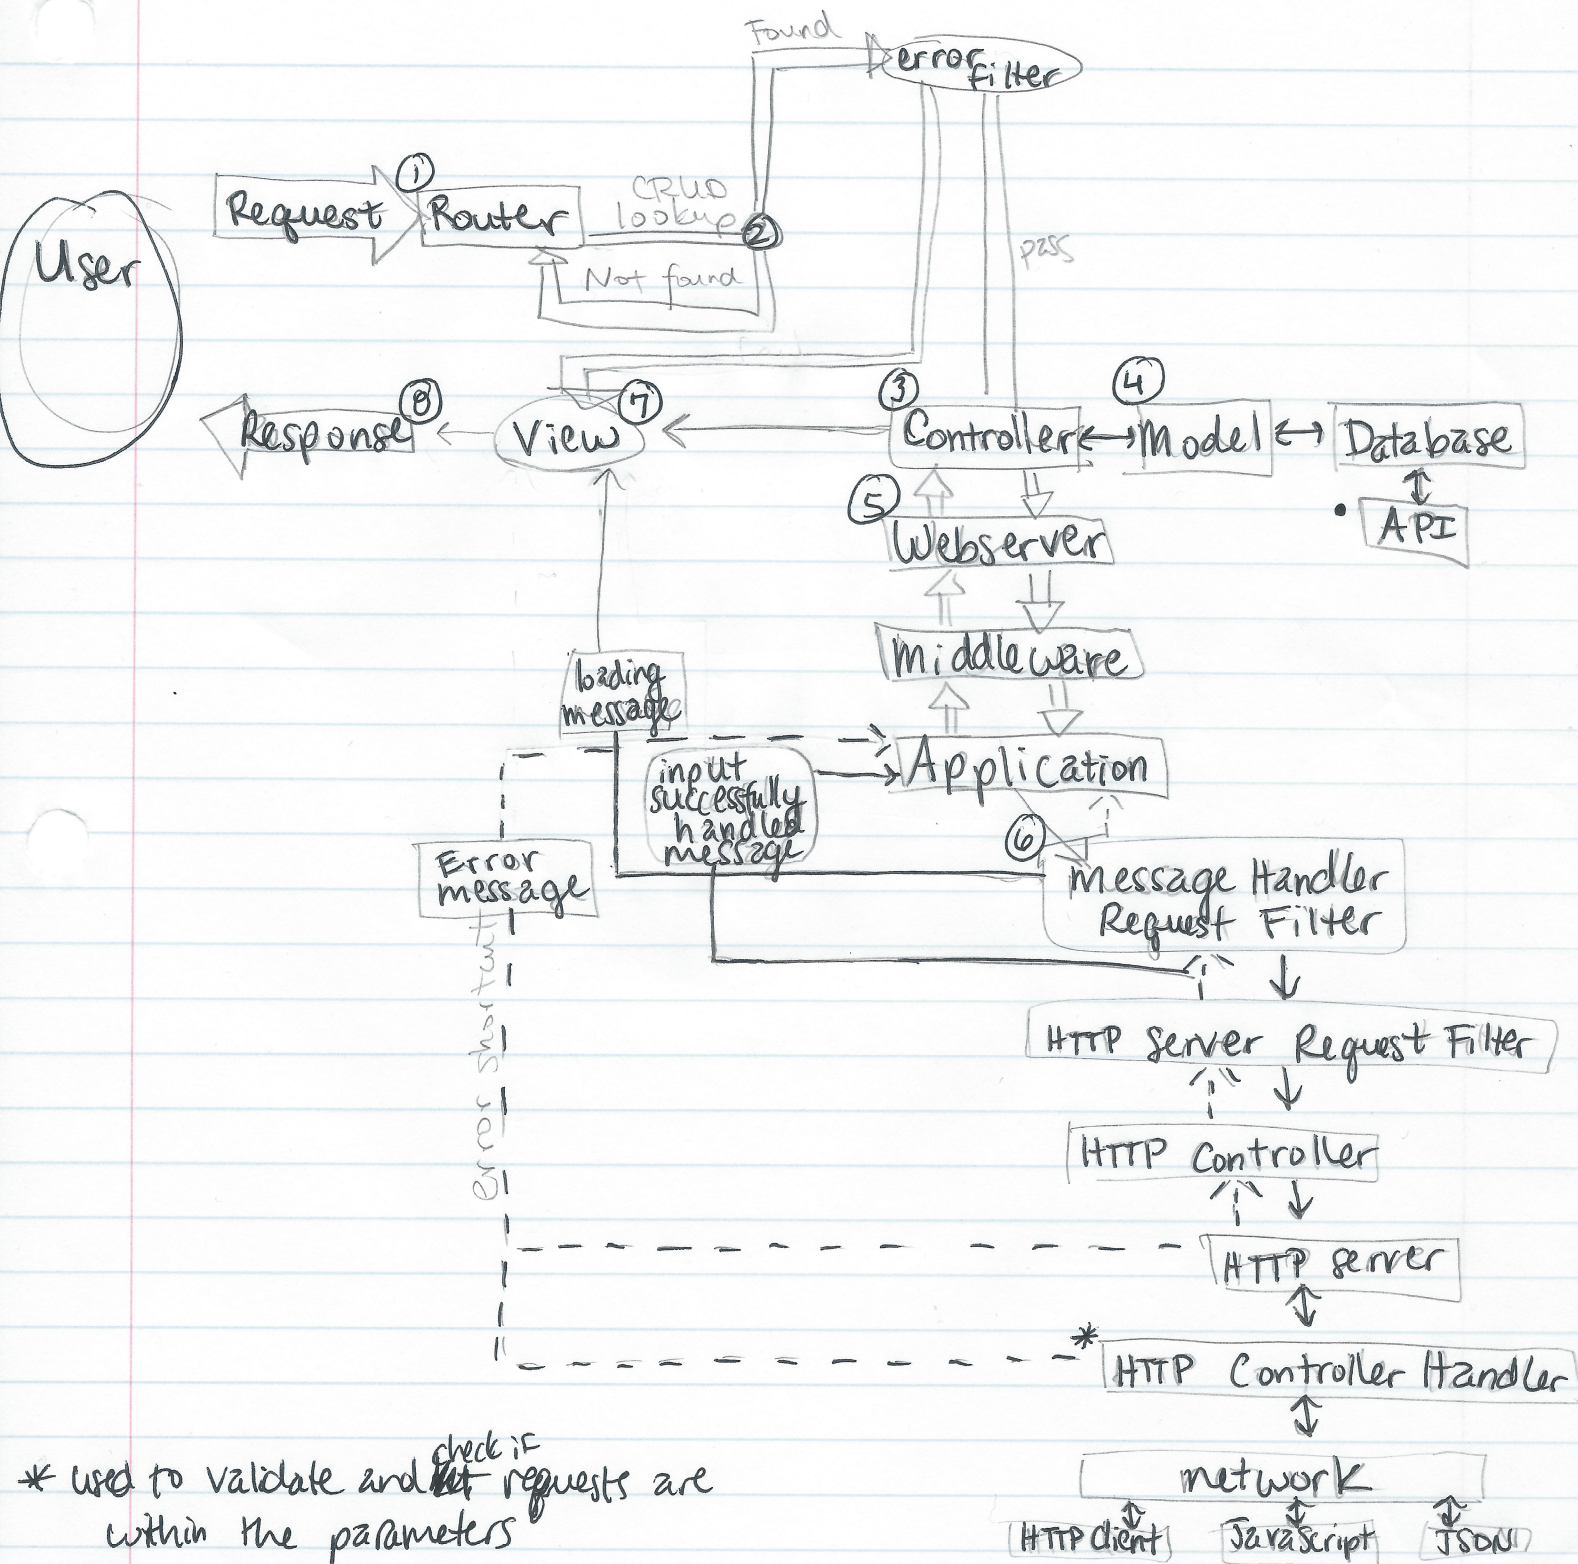 Found
error
filter
①
Request
Router
CRUD
lookup
②
Not found
User
pass
⑧
Response
⑦
View
③
Controller
④
Model
Database
API
⑤
Webserver
Middleware
loading
message
Application
input
successfully
handled
message
⑥
Error
message
Message Handler
Request Filter
error shortcut
HTTP Server Request Filter
HTTP Controller
HTTP server
* HTTP Controller Handler
network
HTTP client
JavaScript
JSON
* used to validate and check if requests are
within the parameters